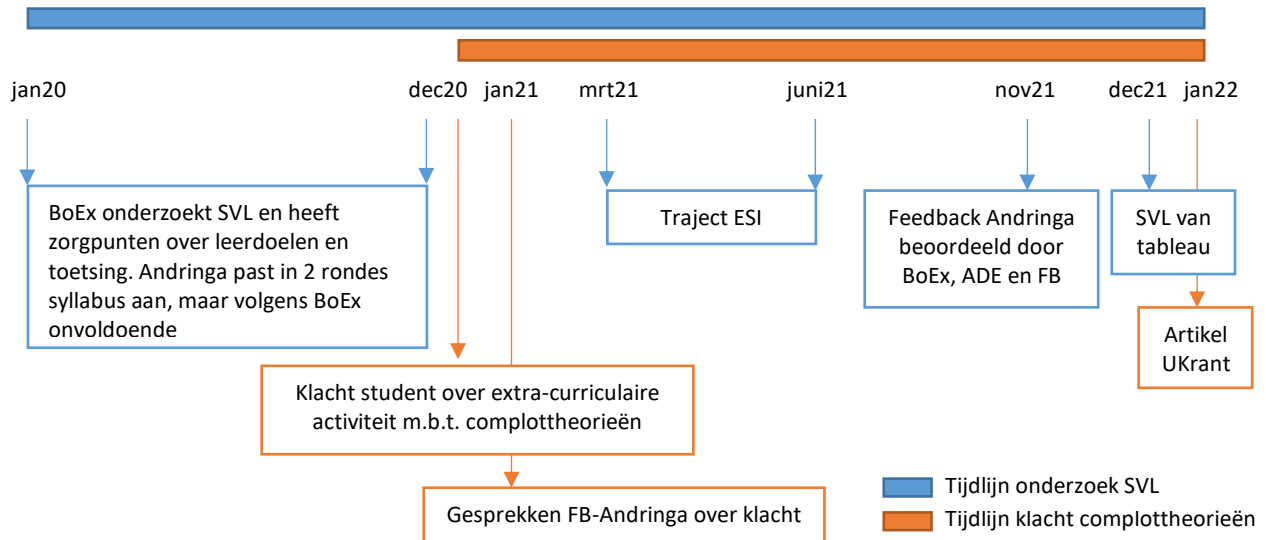 jan20
dec20
jan21
mrt21
juni21
nov21
dec21
jan22
BoEx onderzoekt SVL en heeft
zorgpunten over leerdoelen en
toetsing. Andringa past in 2 rondes
syllabus aan, maar volgens BoEx
onvoldoende
Traject ESI
Feedback Andringa
beoordeeld door
BoEx, ADE en FB
SVL van
tableau
Artikel
UKrant
Klacht student over extra-curriculaire
activiteit m.b.t. complottheorieën
Gesprekken FB-Andringa over klacht
Tijdlijn onderzoek SVL
Tijdlijn klacht complottheorieën